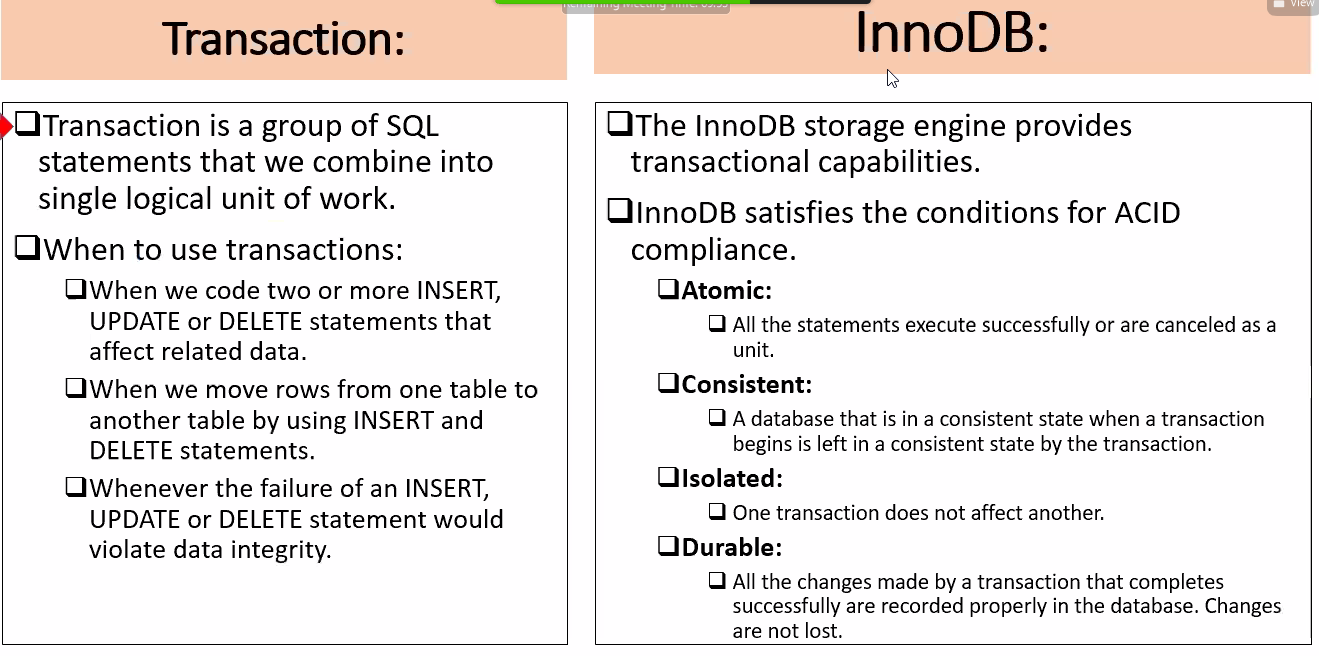 Remaining Meeting Time: 09:55
View
Transaction:
❑Transaction is a group of SQL
statements that we combine into
single logical unit of work.
❑When to use transactions:
❑When we code two or more INSERT,
UPDATE or DELETE statements that
affect related data.
❑When we move rows from one table to
another table by using INSERT and
DELETE statements.
❑Whenever the failure of an INSERT,
UPDATE or DELETE statement would
violate data integrity.
InnoDB:
❑The InnoDB storage engine provides
transactional capabilities.
❑InnoDB satisfies the conditions for ACID
compliance.
❑Atomic:
❑ All the statements execute successfully or are canceled as a
unit.
❑Consistent:
❑ A database that is in a consistent state when a transaction
begins is left in a consistent state by the transaction.
❑Isolated:
❑ One transaction does not affect another.
❑Durable:
❑ All the changes made by a transaction that completes
successfully are recorded properly in the database. Changes
are not lost.